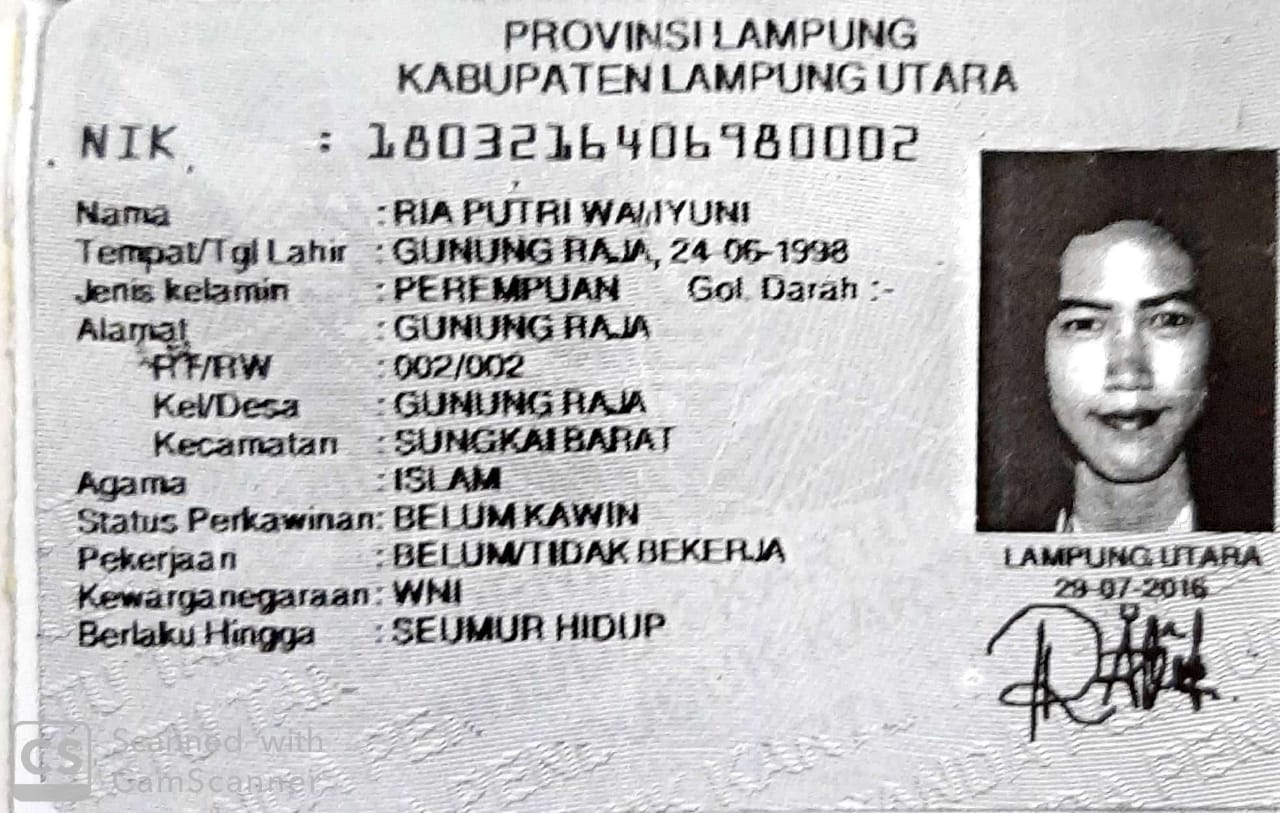 PROVINSI LAMPUNG
KABUPATEN LAMPUNG UTARA
NIK : 1803216406980002
Nama : RIA PUTRI WAHYUNI
Tempat/Tgl Lahir : GUNUNG RAJA, 24-06-1998
Jenis kelamin : PEREMPUAN Gol. Darah :-
Alamat : GUNUNG RAJA
RT/RW : 002/002
Kel/Desa : GUNUNG RAJA
Kecamatan : SUNGKAI BARAT
Agama : ISLAM
Status Perkawinan: BELUM KAWIN
Pekerjaan : BELUM/TIDAK BEKERJA
Kewarganegaraan: WNI
Berlaku Hingga : SEUMUR HIDUP
LAMPUNG UTARA
29-07-2016
CS Scanned with
CamScanner